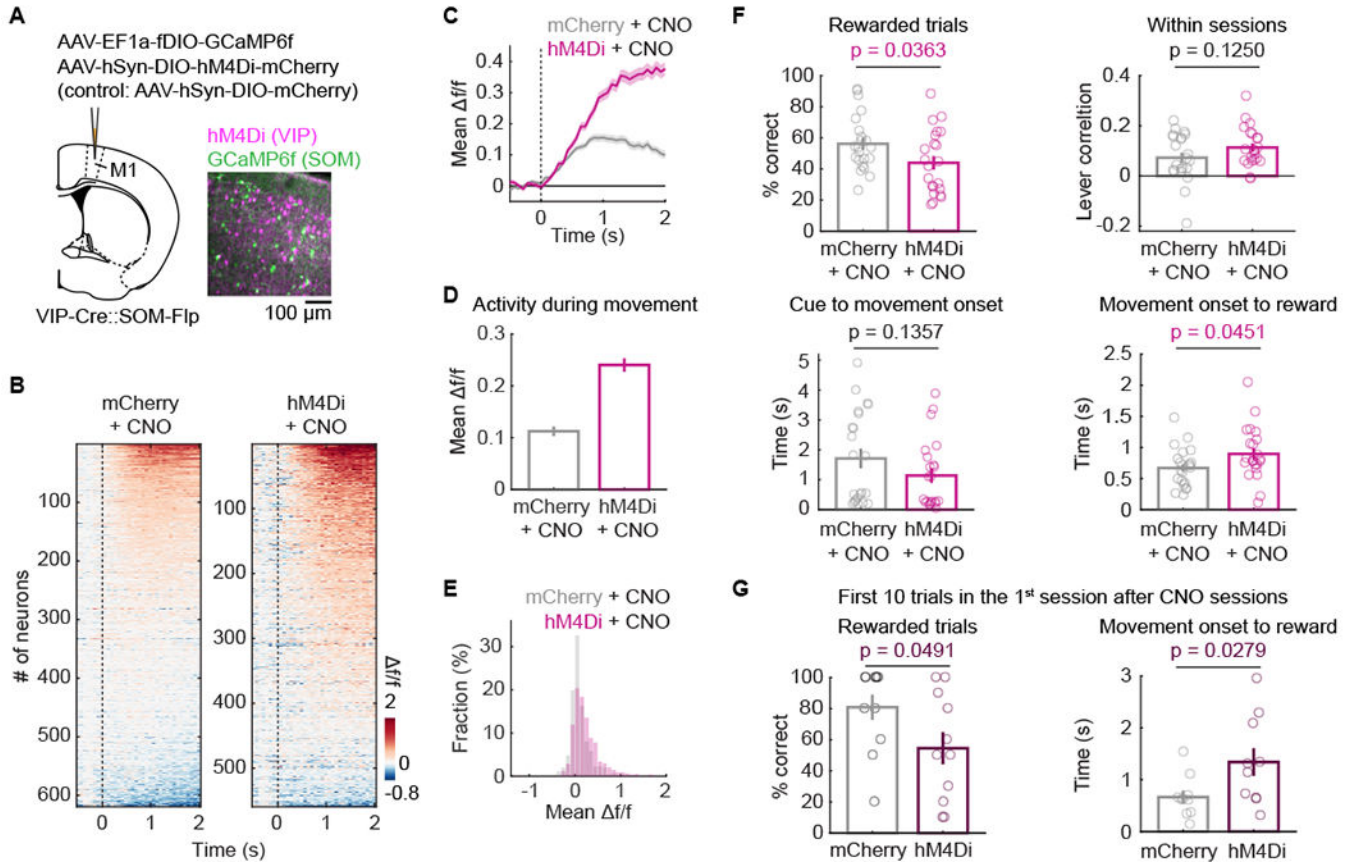 A
AAV-EF1a-fDIO-GCaMP6f
AAV-hSyn-DIO-hM4Di-mCherry
(control: AAV-hSyn-DIO-mCherry)
hM4Di (VIP)
GCaMP6f (SOM)
M1
100 µm
VIP-Cre::SOM-Flp
B
mCherry
+ CNO
hM4Di
+ CNO
# of neurons
100
200
300
400
500
600
100
200
300
400
500
Δf/f
2
0
-0.8
0
1
2
0
1
2
Time (s)
C
mCherry + CNO
hM4Di + CNO
Mean Δf/f
0.4
0.3
0.2
0.1
0
0
1
2
Time (s)
D
Activity during movement
Mean Δf/f
0.3
0.2
0.1
0
mCherry
+ CNO
hM4Di
+ CNO
E
mCherry + CNO
hM4Di + CNO
Fraction (%)
30
20
10
0
-1
0
1
2
Mean Δf/f
F
Rewarded trials
p = 0.0363
% correct
100
80
60
40
20
0
mCherry
+ CNO
hM4Di
+ CNO
Within sessions
p = 0.1250
Lever correltion
0.4
0.2
0
-0.2
mCherry
+ CNO
hM4Di
+ CNO
Cue to movement onset
p = 0.1357
Time (s)
5
4
3
2
1
0
mCherry
+ CNO
hM4Di
+ CNO
Movement onset to reward
p = 0.0451
Time (s)
2.5
2
1.5
1
0.5
0
mCherry
+ CNO
hM4Di
+ CNO
G
First 10 trials in the 1st session after CNO sessions
Rewarded trials
p = 0.0491
% correct
100
80
60
40
20
0
mCherry
hM4Di
Movement onset to reward
p = 0.0279
Time (s)
3
2
1
0
mCherry
hM4Di